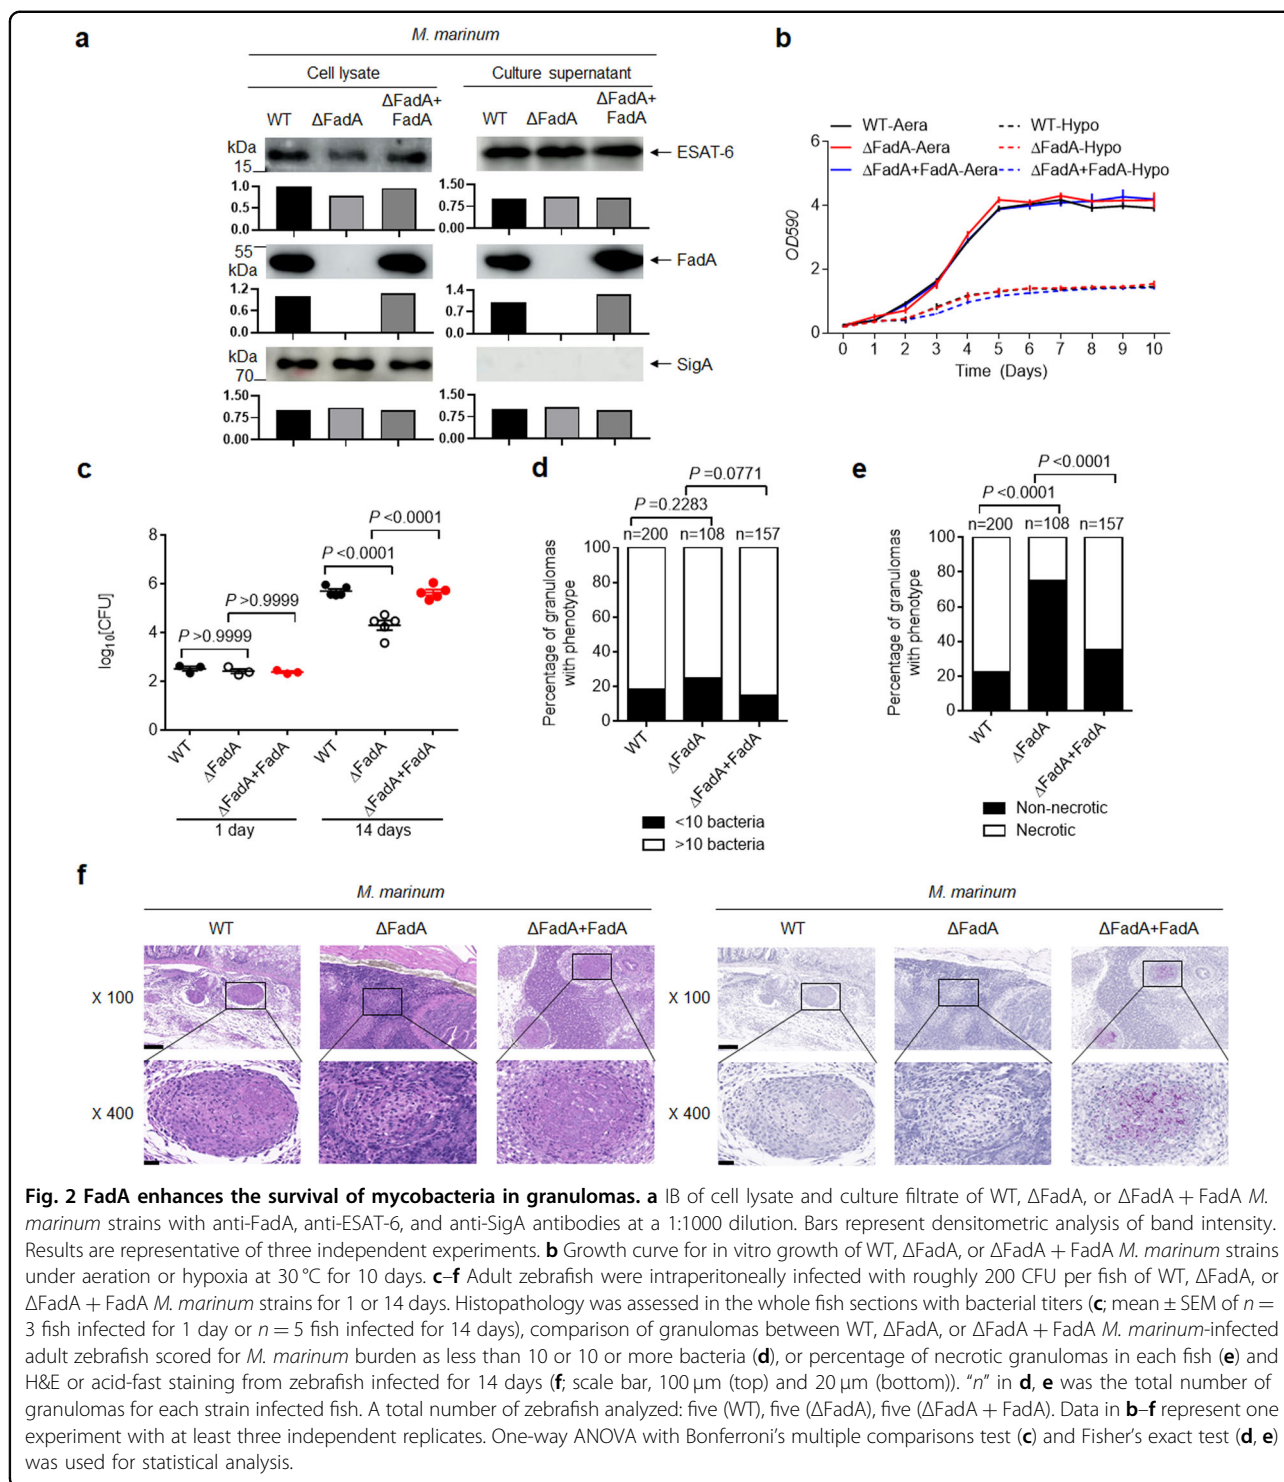 a
M. marinum
Cell lysate
Culture supernatant
WT ΔFadA ΔFadA+
FadA
WT ΔFadA ΔFadA+
FadA
kDa
15
ESAT-6
1.0
0.5
0.0
1.50
0.75
0.00
55
kDa
FadA
1.2
0.6
0.0
1.4
0.7
0.0
kDa
70
SigA
1.50
0.75
0.00
1.50
0.75
0.00
b
WT-Aera WT-Hypo
ΔFadA-Aera ΔFadA-Hypo
ΔFadA+FadA-Aera ΔFadA+FadA-Hypo
OD590
6
4
2
0
0 1 2 3 4 5 6 7 8 9 10
Time (Days)
c
log10[CFU]
8
6
4
2
0
P <0.0001
P <0.0001
P >0.9999
P >0.9999
WT ΔFadA ΔFadA+FadA WT ΔFadA ΔFadA+FadA
1 day 14 days
d
P =0.0771
P =0.2283
n=200 n=108 n=157
Percentage of granulomas
with phenotype
100
80
60
40
20
0
WT ΔFadA ΔFadA+FadA
<10 bacteria
>10 bacteria
e
P <0.0001
P <0.0001
n=200 n=108 n=157
Percentage of granulomas
with phenotype
100
80
60
40
20
0
WT ΔFadA ΔFadA+FadA
Non-necrotic
Necrotic
f
M. marinum
M. marinum
WT ΔFadA ΔFadA+FadA
WT ΔFadA ΔFadA+FadA
X 100
X 100
X 400
X 400
Fig. 2 FadA enhances the survival of mycobacteria in granulomas. a IB of cell lysate and culture filtrate of WT, ΔFadA, or ΔFadA + FadA M.
marinum strains with anti-FadA, anti-ESAT-6, and anti-SigA antibodies at a 1:1000 dilution. Bars represent densitometric analysis of band intensity.
Results are representative of three independent experiments. b Growth curve for in vitro growth of WT, ΔFadA, or ΔFadA + FadA M. marinum strains
under aeration or hypoxia at 30 °C for 10 days. c–f Adult zebrafish were intraperitoneally infected with roughly 200 CFU per fish of WT, ΔFadA, or
ΔFadA + FadA M. marinum strains for 1 or 14 days. Histopathology was assessed in the whole fish sections with bacterial titers (c; mean ± SEM of n =
3 fish infected for 1 day or n = 5 fish infected for 14 days), comparison of granulomas between WT, ΔFadA, or ΔFadA + FadA M. marinum-infected
adult zebrafish scored for M. marinum burden as less than 10 or 10 or more bacteria (d), or percentage of necrotic granulomas in each fish (e) and
H&E or acid-fast staining from zebrafish infected for 14 days (f; scale bar, 100 μm (top) and 20 μm (bottom)). “n” in d, e was the total number of
granulomas for each strain infected fish. A total number of zebrafish analyzed: five (WT), five (ΔFadA), five (ΔFadA + FadA). Data in b–f represent one
experiment with at least three independent replicates. One-way ANOVA with Bonferroni’s multiple comparisons test (c) and Fisher’s exact test (d, e)
was used for statistical analysis.